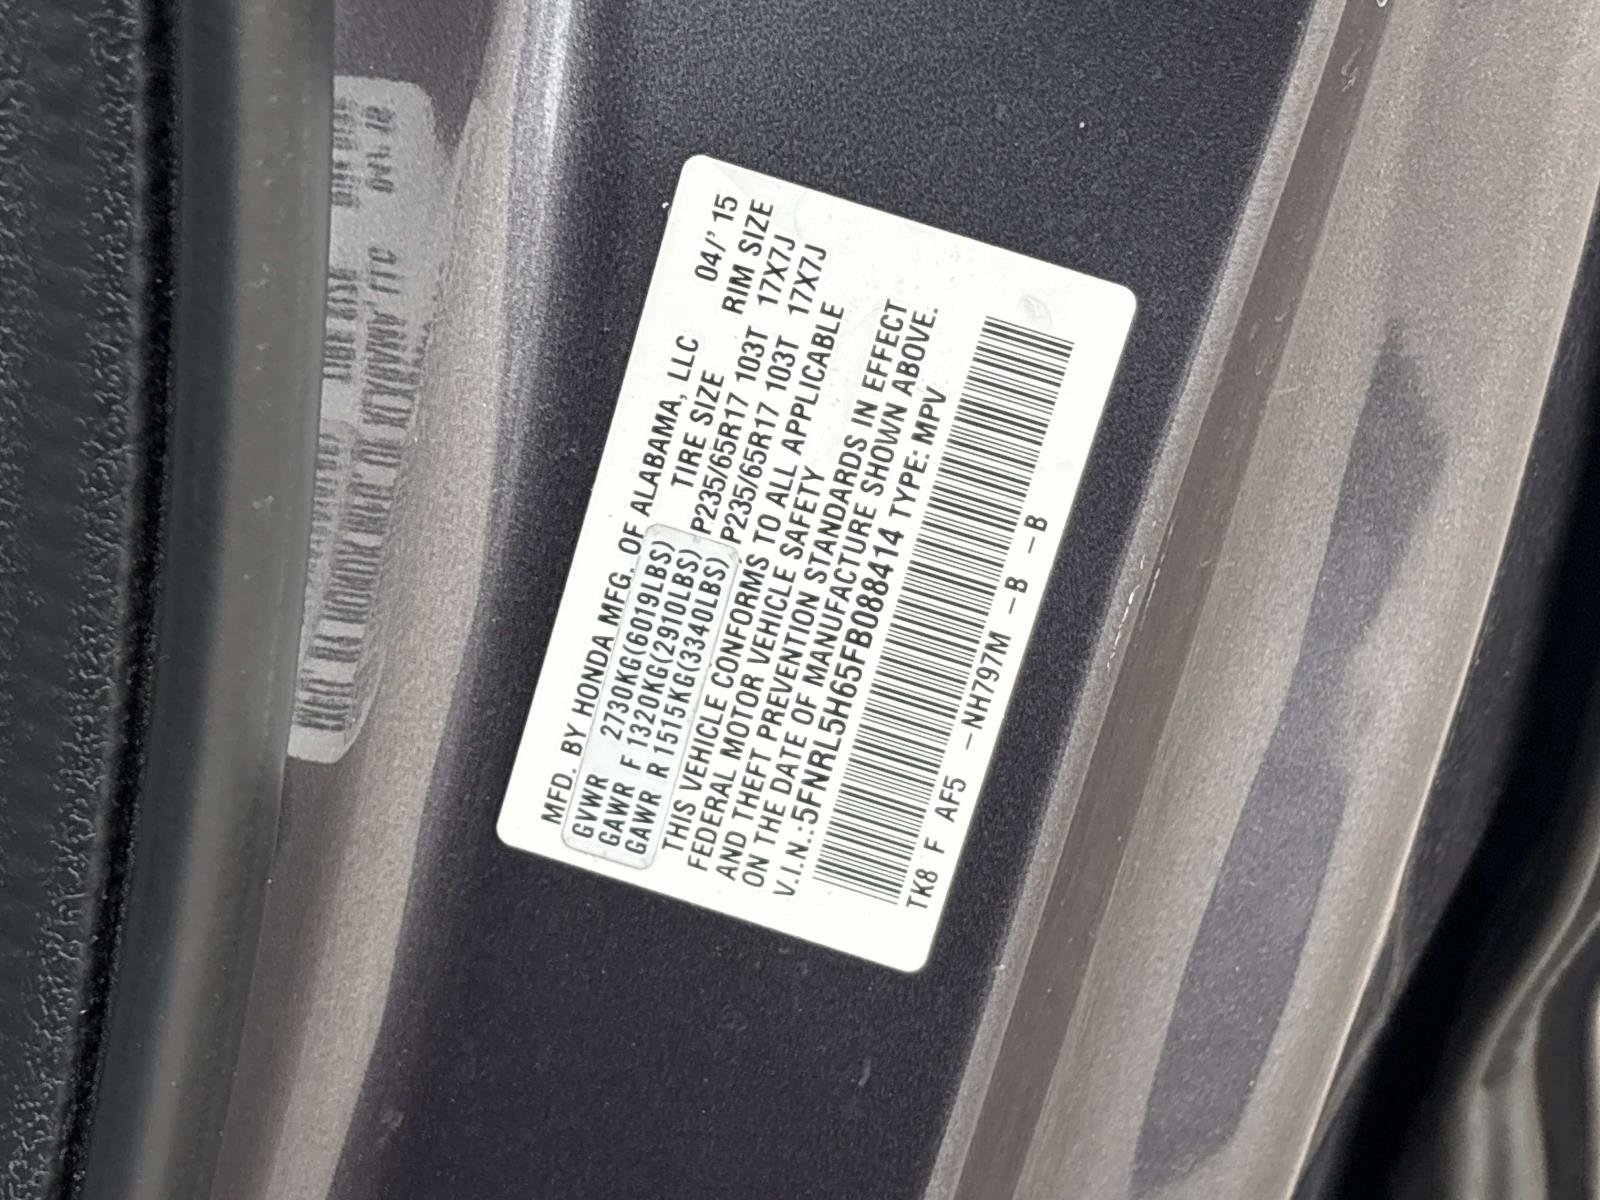 MFD. BY HONDA MFG. OF ALABAMA, LLC 04/' 15
GVWR 2730KG(6019LBS) TIRE SIZE RIM SIZE
GAWR F 1320KG(2910LBS) P235/65R17 103T 17X7J
GAWR R 1515KG(3340LBS) P235/65R17 103T 17X7J
THIS VEHICLE CONFORMS TO ALL APPLICABLE
FEDERAL MOTOR VEHICLE SAFETY
AND THEFT PREVENTION STANDARDS IN EFFECT
ON THE DATE OF MANUFACTURE SHOWN ABOVE.
V.I.N.:5FNRL5H65FB088414 TYPE: MPV
TK8 F AF5 -NH797M -B -B